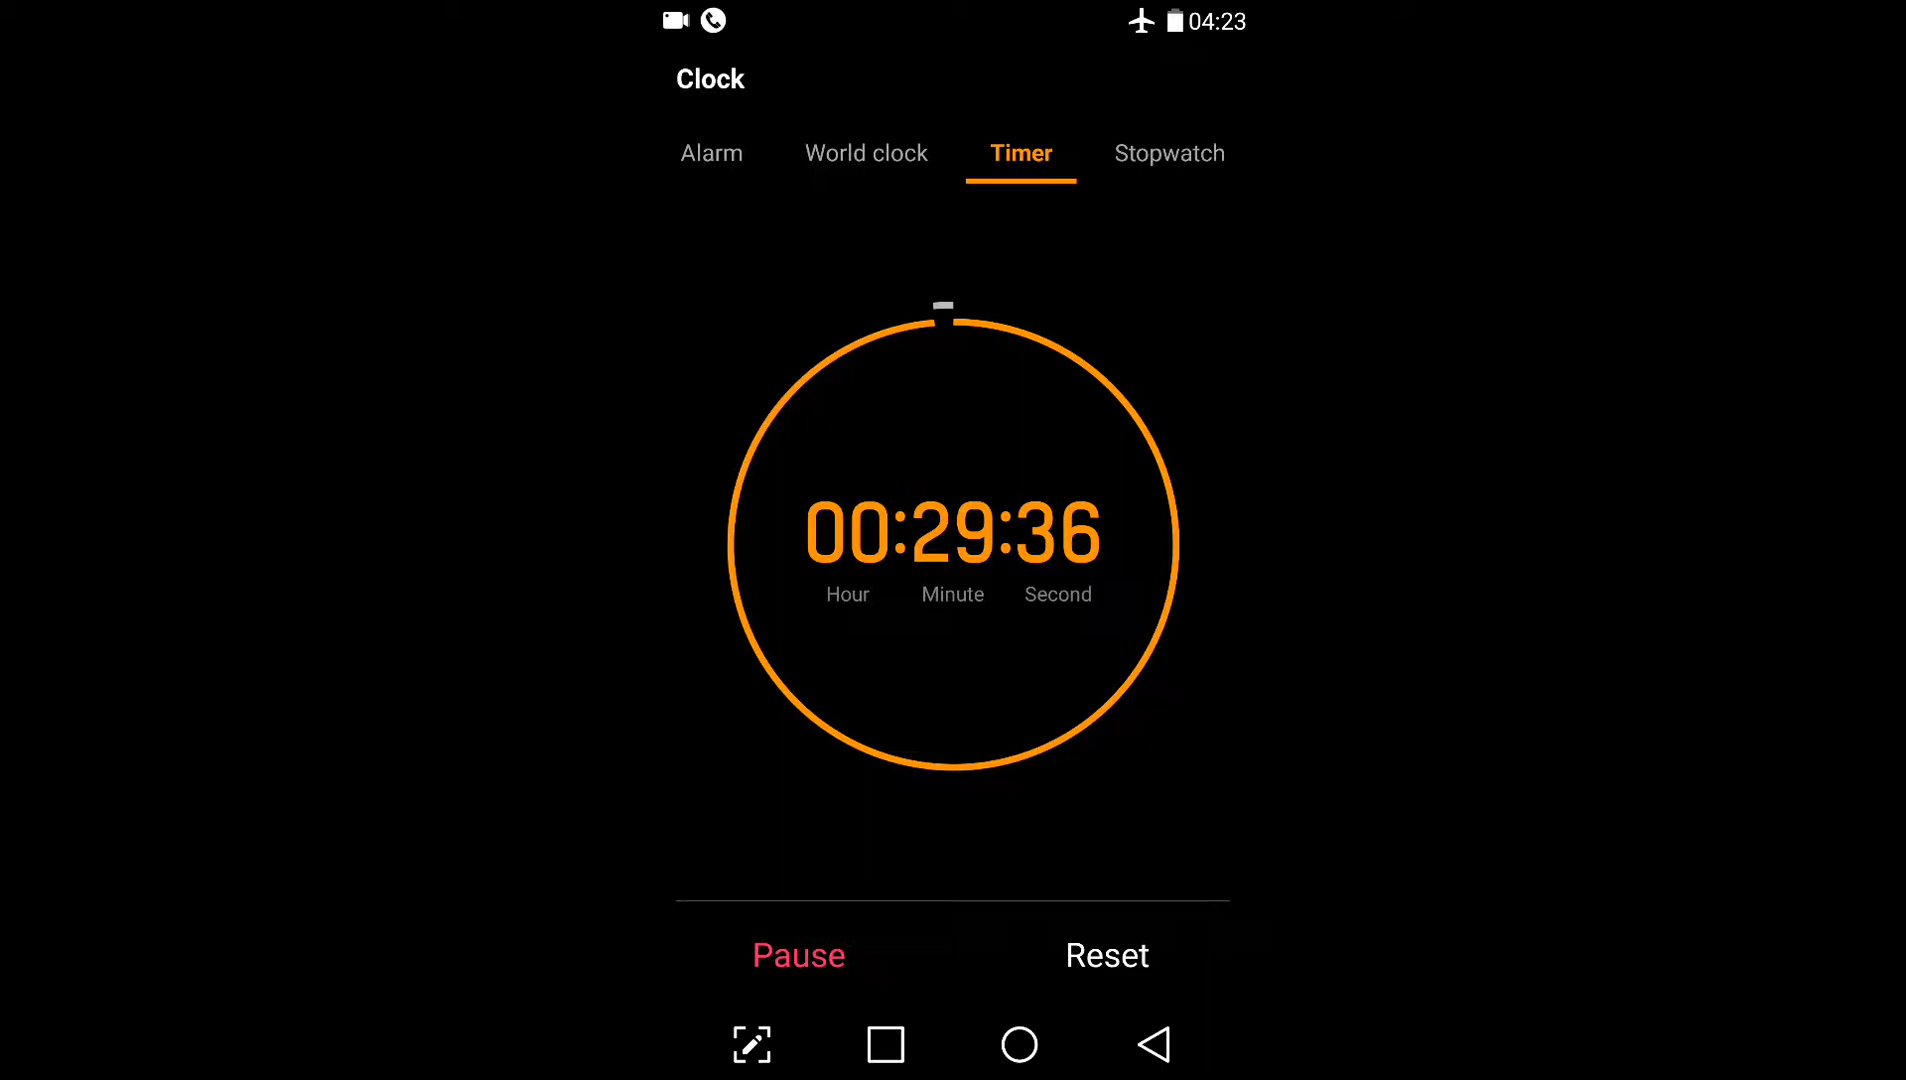 04:23
Clock
Alarm World clock Timer Stopwatch
00:29:36
Hour Minute Second
Pause Reset